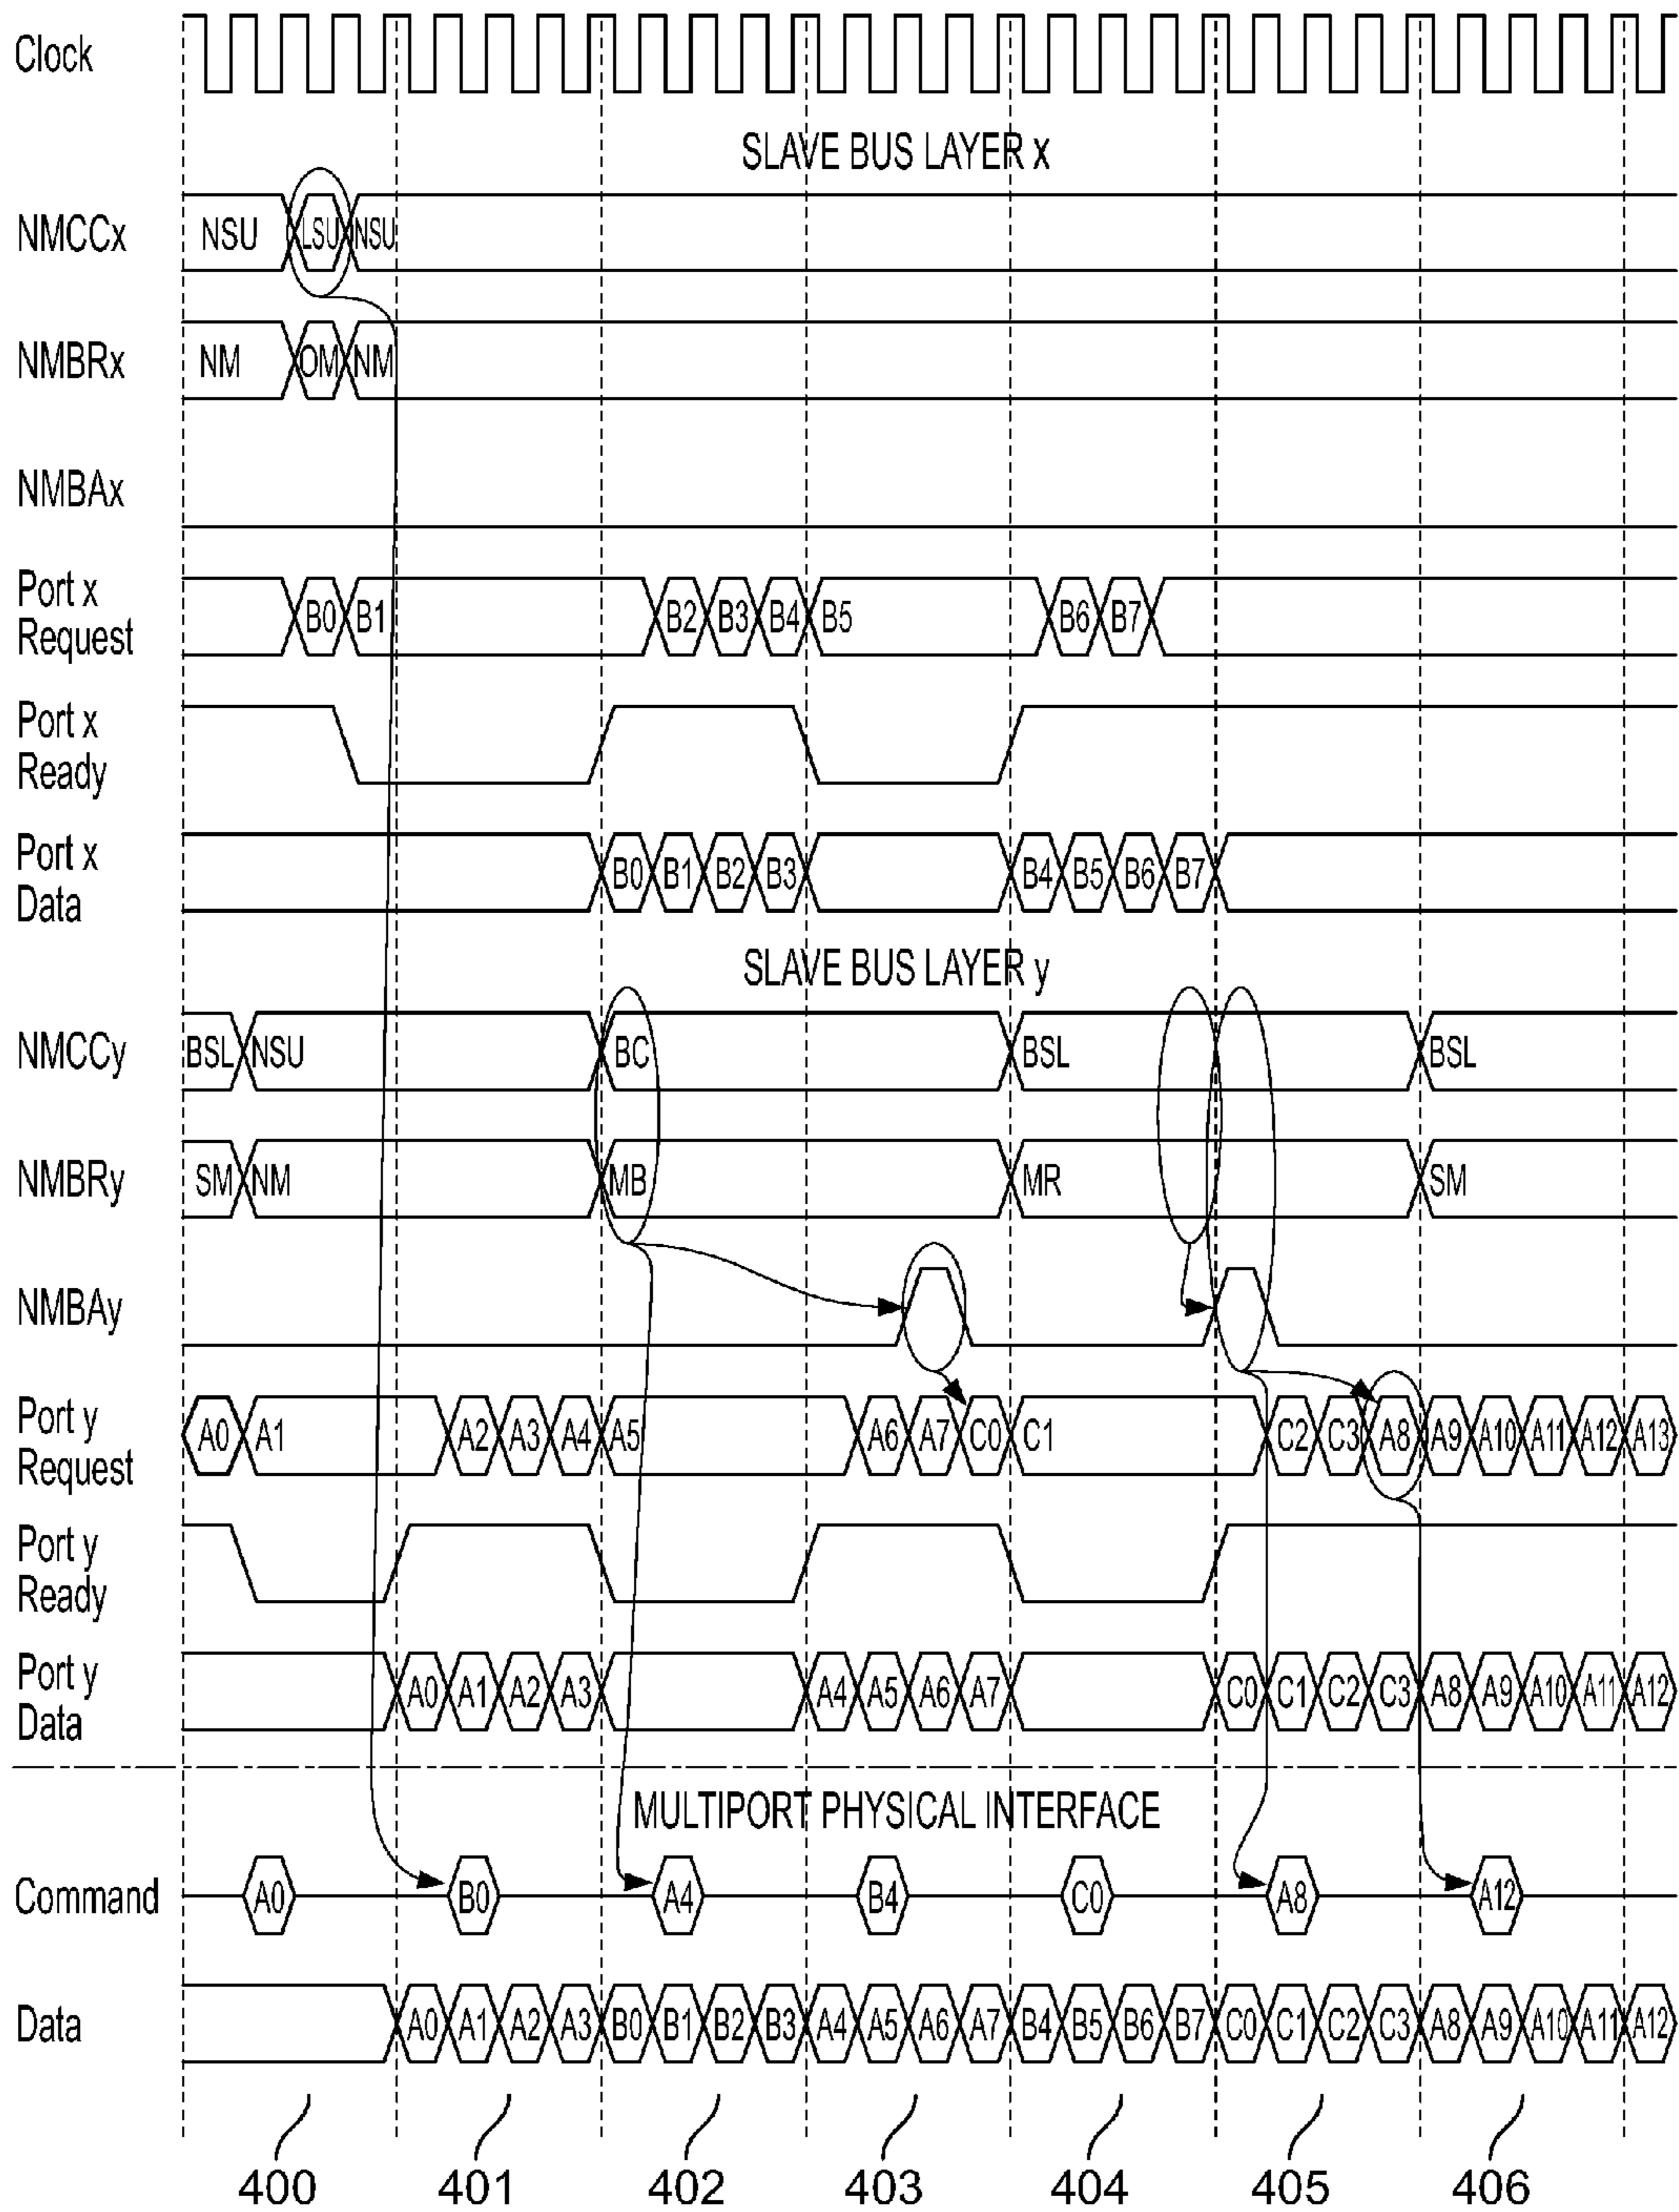 Clock
SLAVE BUS LAYER x
NMCCx NSU LSU NSU
NMBRx NM OM NM
NMBAx
Port x
Request B0 B1 B2 B3 B4 B5 B6 B7
Port x
Ready
Port x
Data B0 B1 B2 B3 B4 B5 B6 B7
SLAVE BUS LAYER y
NMCCy BSL NSU BC BSL BSL
NMBRy SM NM MB MR SM
NMBAy
Port y
Request A0 A1 A2 A3 A4 A5 A6 A7 C0 C1 C2 C3 A8 A9 A10 A11 A12 A13
Port y
Ready
Port y
Data A0 A1 A2 A3 A4 A5 A6 A7 C0 C1 C2 C3 A8 A9 A10 A11 A12
MULTIPORT PHYSICAL INTERFACE
Command A0 B0 A4 B4 C0 A8 A12
Data A0 A1 A2 A3 B0 B1 B2 B3 A4 A5 A6 A7 B4 B5 B6 B7 C0 C1 C2 C3 A8 A9 A10 A11 A12
400 401 402 403 404 405 406